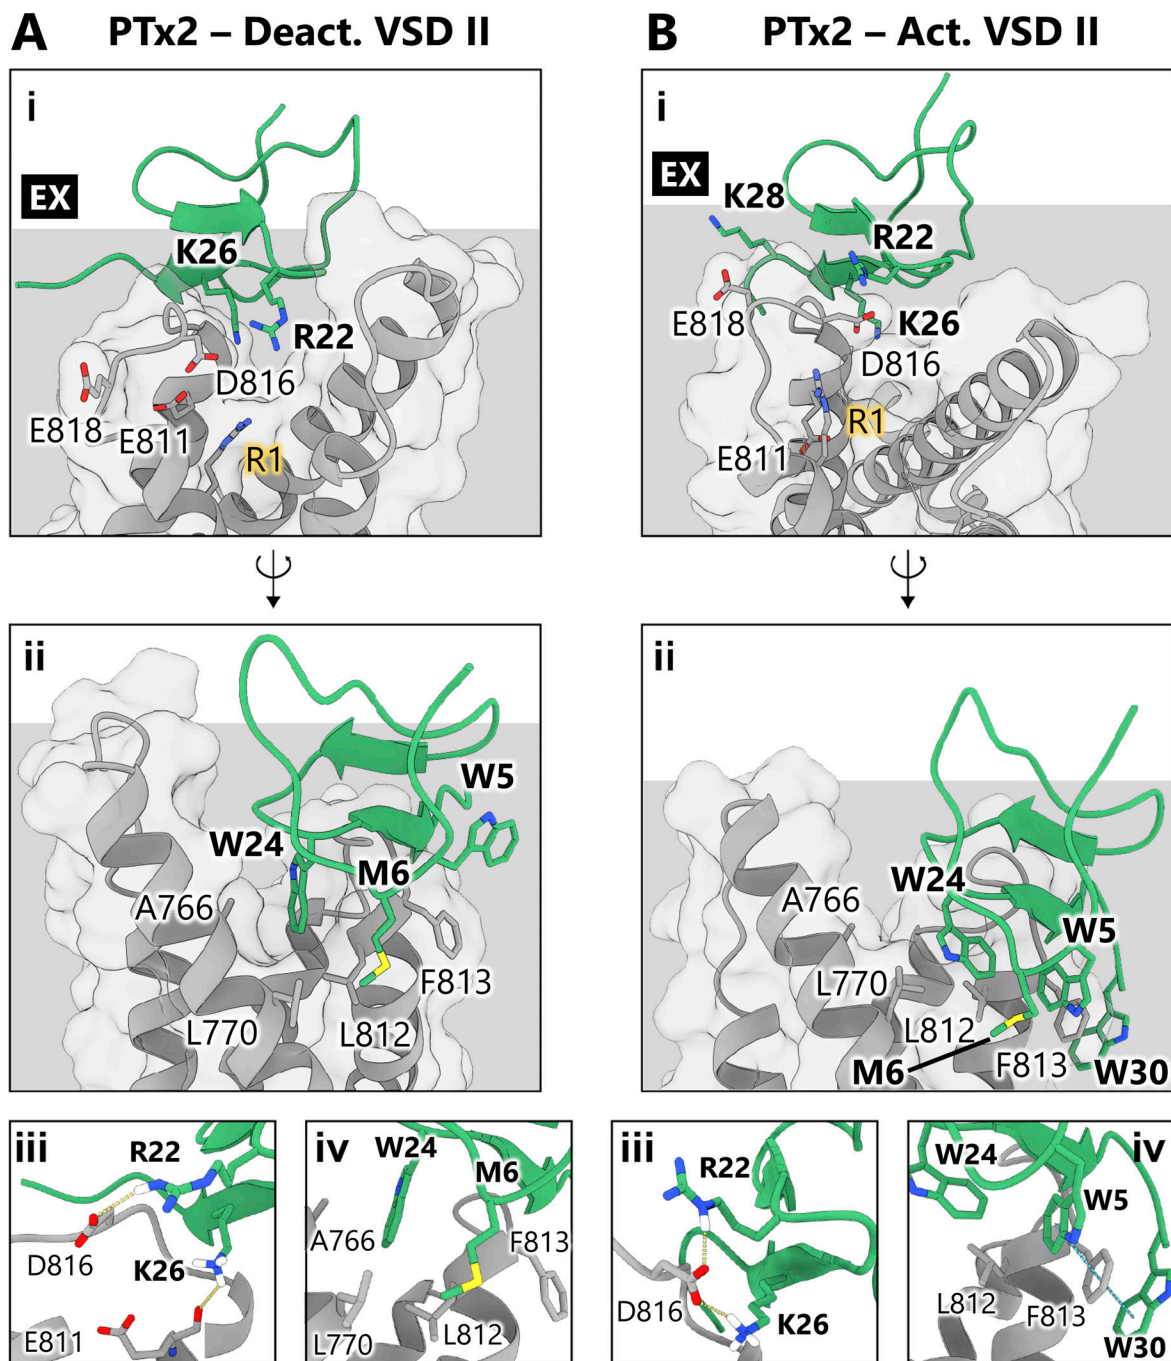 A PTx2 – Deact. VSD II
i
EX
K26
R22
D816
E818
E811
R1
ii
W5
W24
M6
A766
F813
L770
L812
iii
R22
D816
K26
E811
iv
W24
M6
A766
F813
L770
L812
B PTx2 – Act. VSD II
i
EX
K28
R22
E818
K26
D816
R1
E811
ii
W24
A766
W5
L770
L812
F813
M6
W30
iii
R22
D816
K26
iv
W24
W5
L812
F813
W30